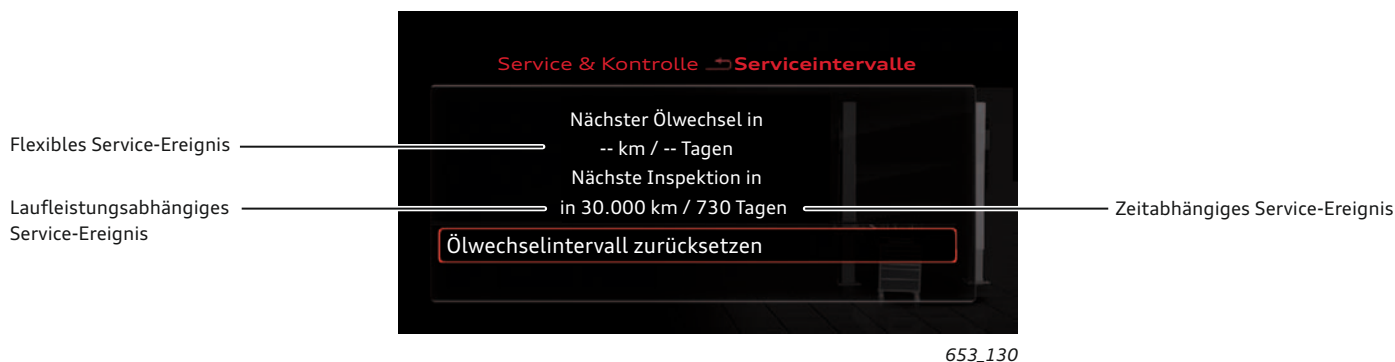 Service & Kontrolle Serviceintervalle
Nächster Ölwechsel in
Flexibles Service-Ereignis
-- km / -- Tagen
Nächste Inspektion in
Laufleistungsabhängiges
Service-Ereignis
in 30.000 km / 730 Tagen
Zeitabhängiges Service-Ereignis
Ölwechselintervall zurücksetzen
653_130